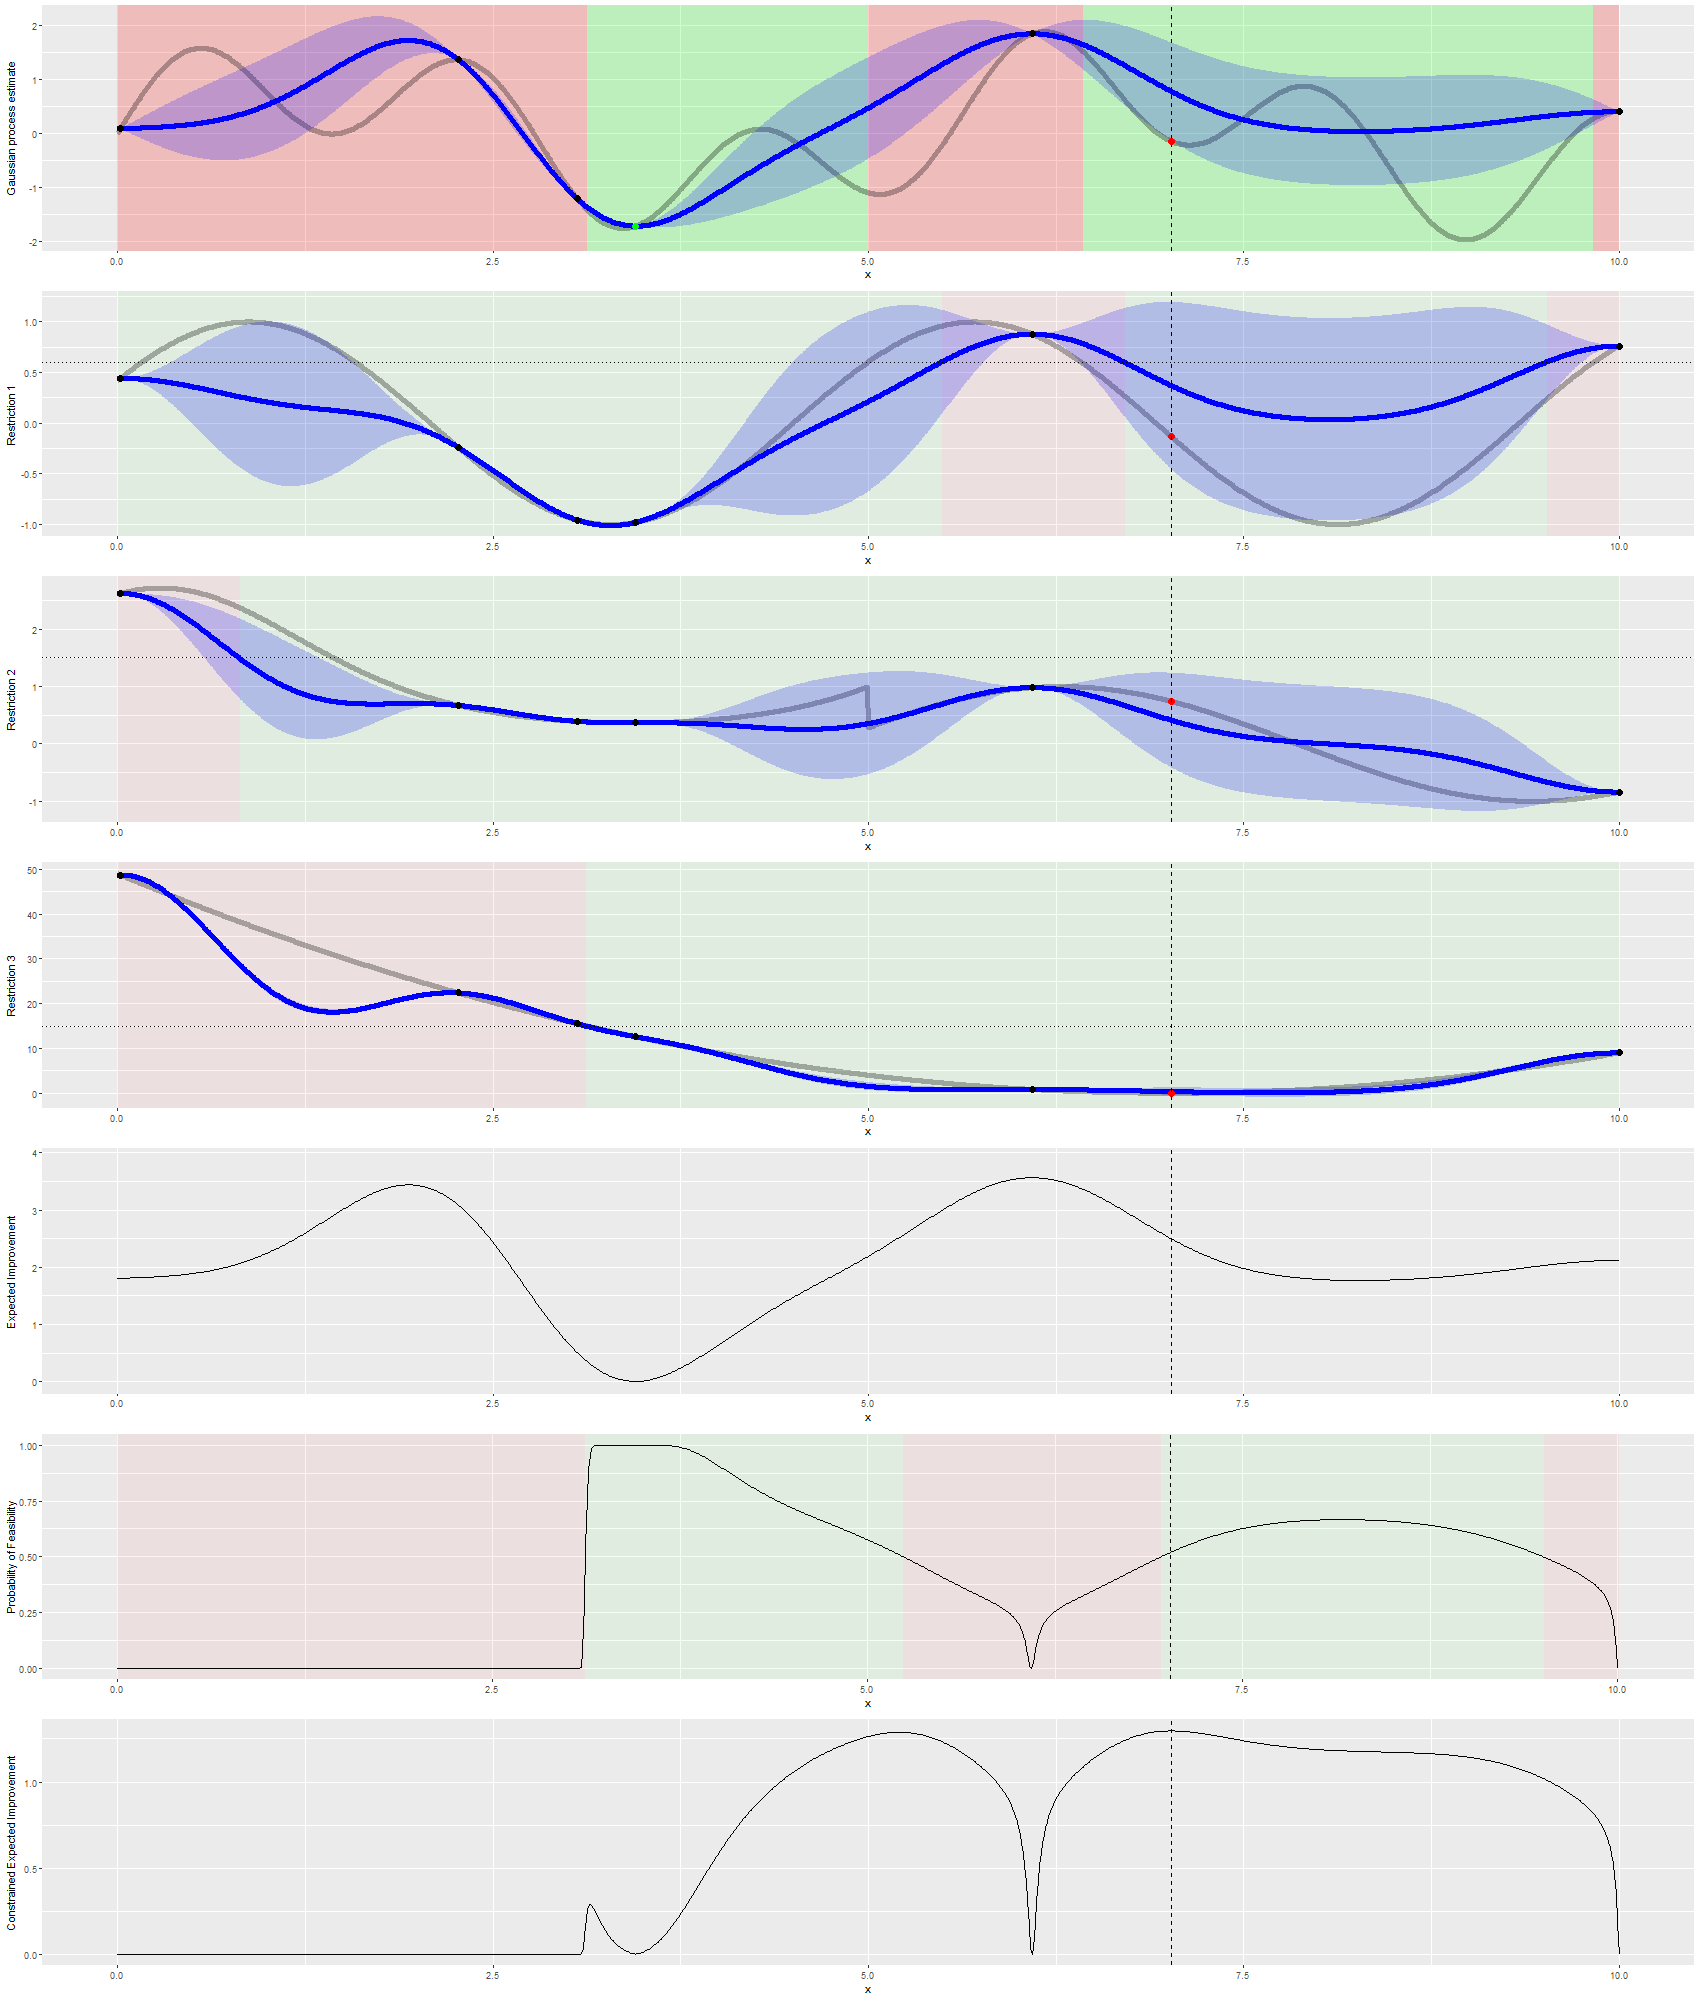 Gaussian process estimate
2
1
0
-1
-2
0.0 2.5 5.0 7.5 10.0
x
Restriction 1
1.0
0.5
0.0
-0.5
-1.0
0.0 2.5 5.0 7.5 10.0
x
Restriction 2
2
1
0
-1
0.0 2.5 5.0 7.5 10.0
x
Restriction 3
50
40
30
20
10
0
0.0 2.5 5.0 7.5 10.0
x
Expected Improvement
4
3
2
1
0
0.0 2.5 5.0 7.5 10.0
x
Probability of Feasibility
1.00
0.75
0.50
0.25
0.00
0.0 2.5 5.0 7.5 10.0
x
Constrained Expected Improvement
1.0
0.5
0.0
0.0 2.5 5.0 7.5 10.0
x